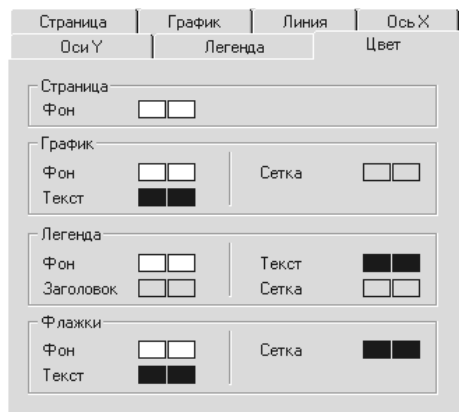 Страница График Линия Ось X
Оси Y Легенда Цвет
Страница
Фон
График
Фон Сетка
Текст
Легенда
Фон Текст
Заголовок Сетка
Флажки
Фон Сетка
Текст